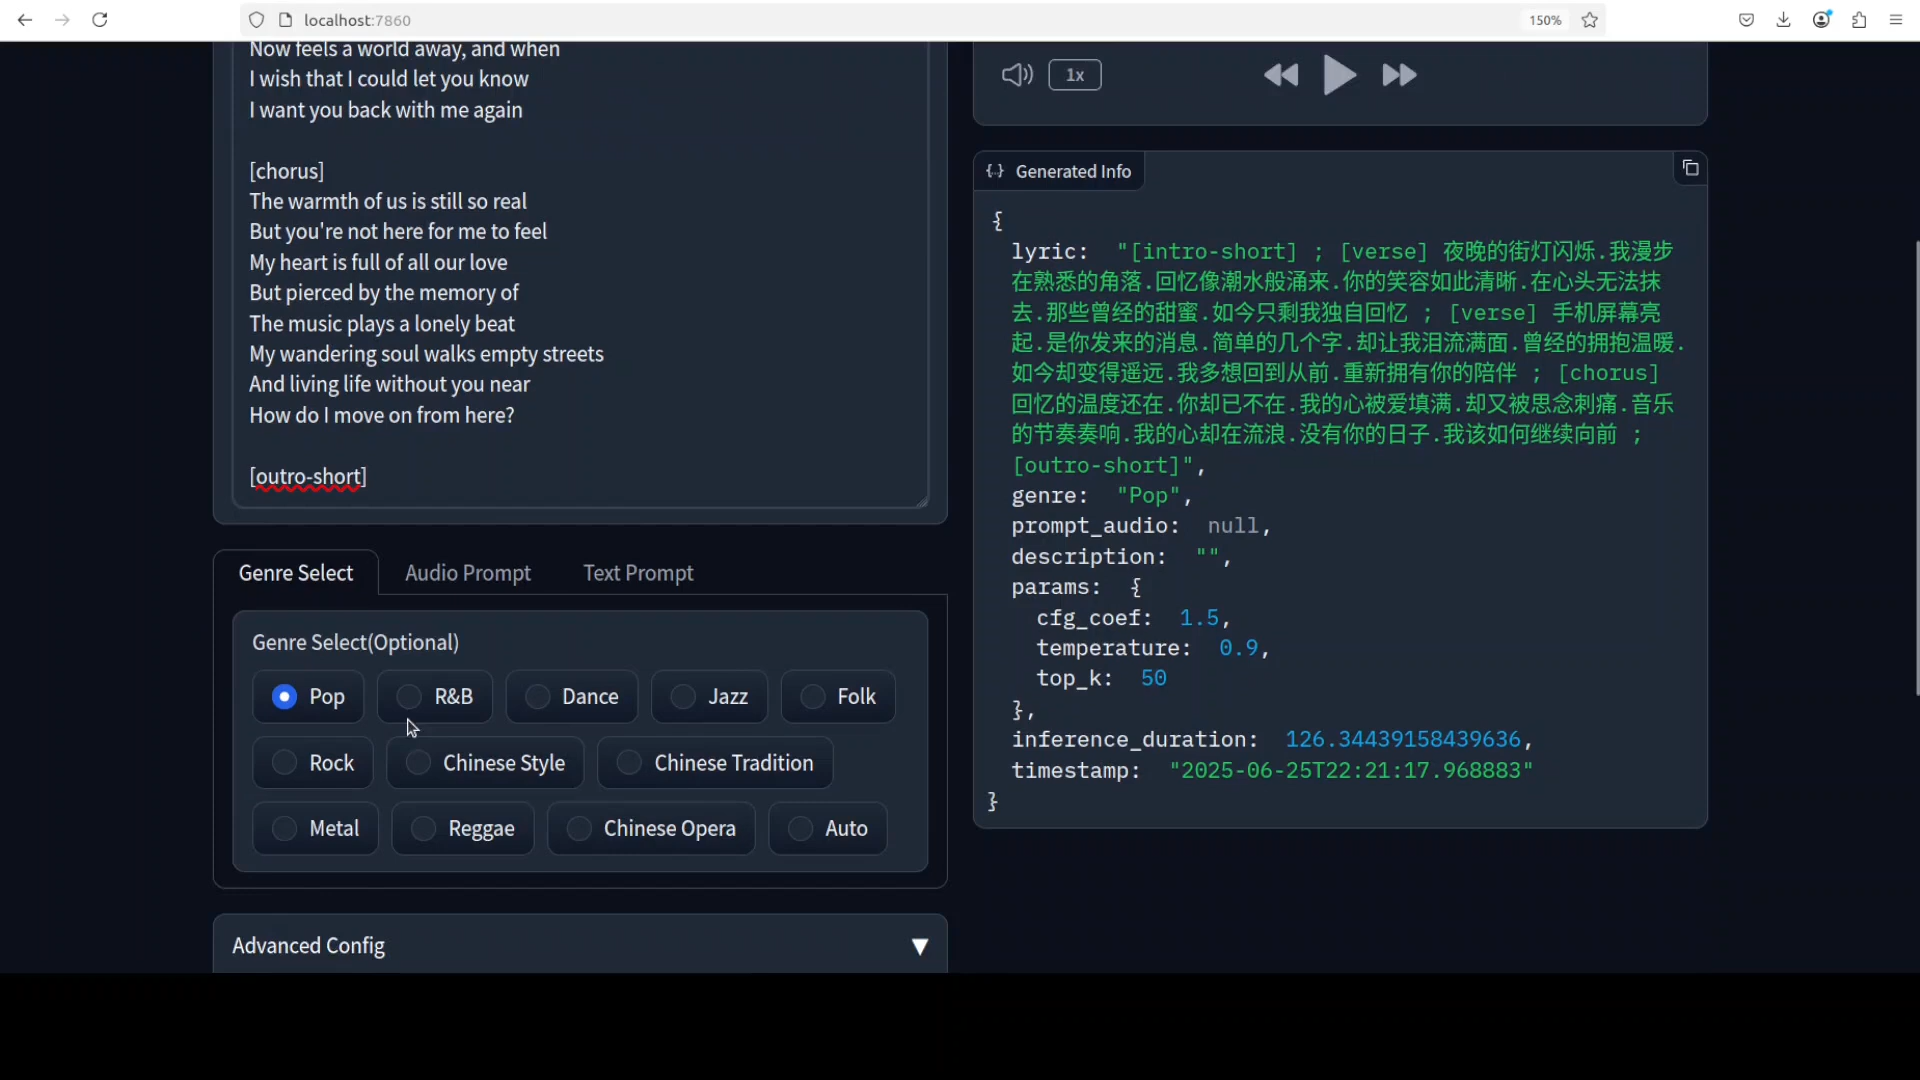 localhost:7860
150%
Now feels a world away, and when
I wish that I could let you know
I want you back with me again
[chorus]
The warmth of us is still so real
But you're not here for me to feel
My heart is full of all our love
But pierced by the memory of
The music plays a lonely beat
My wandering soul walks empty streets
And living life without you near
How do I move on from here?
[outro-short]
Genre Select
Audio Prompt
Text Prompt
Genre Select(Optional)
Pop
R&B
Dance
Jazz
Folk
Rock
Chinese Style
Chinese Tradition
Metal
Reggae
Chinese Opera
Auto
Advanced Config
1x
{·} Generated Info
{
lyric: "[intro-short] ; [verse] 夜晚的街灯闪烁.我漫步
在熟悉的角落.回忆像潮水般涌来.你的笑容如此清晰.在心头无法抹
去.那些曾经的甜蜜.如今只剩我独自回忆 ; [verse] 手机屏幕亮
起.是你发来的消息.简单的几个字.却让我泪流满面.曾经的拥抱温暖.
如今却变得遥远.我多想回到从前.重新拥有你的陪伴 ; [chorus]
回忆的温度还在.你却已不在.我的心被爱填满.却又被思念刺痛.音乐
的节奏奏响.我的心却在流浪.没有你的日子.我该如何继续向前 ;
[outro-short]",
genre: "Pop",
prompt_audio: null,
description: "",
params: {
cfg_coef: 1.5,
temperature: 0.9,
top_k: 50
},
inference_duration: 126.34439158439636,
timestamp: "2025-06-25T22:21:17.968883"
}